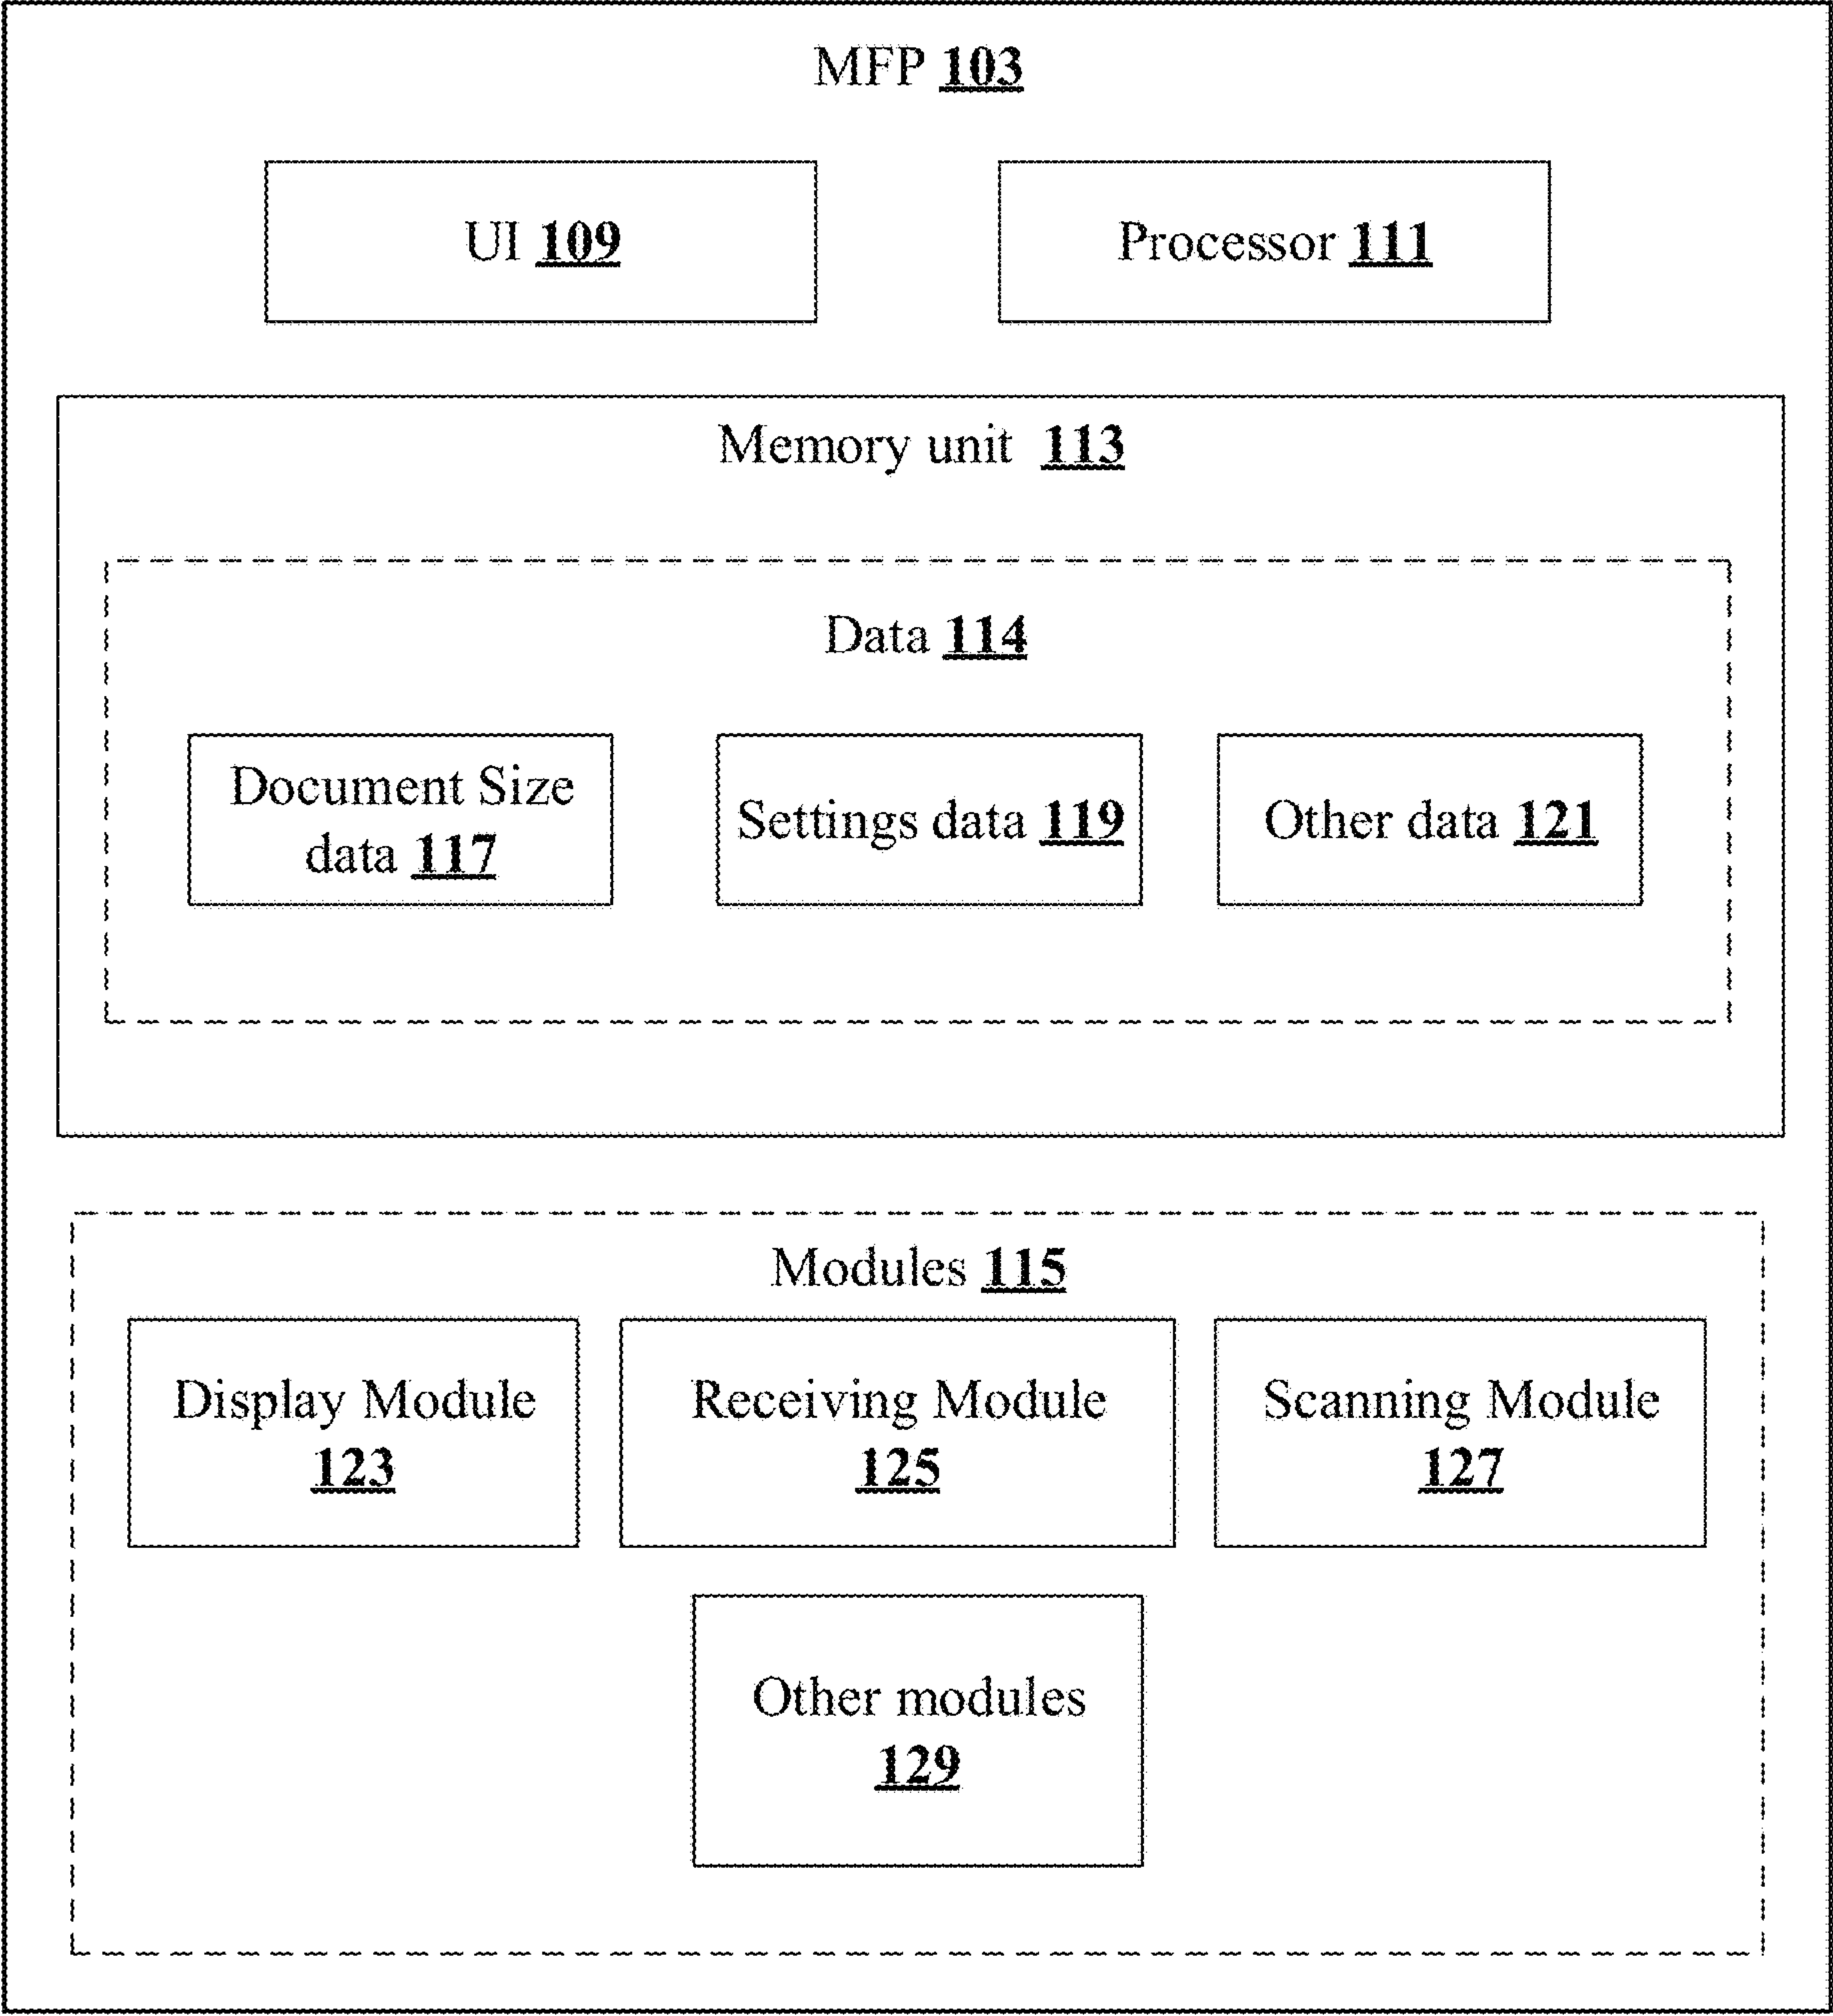 MFP 103
UI 109
Processor 111
Memory unit 113
Data 114
Document Size
data 117
Settings data 119
Other data 121
Modules 115
Display Module
123
Receiving Module
125
Scanning Module
127
Other modules
129